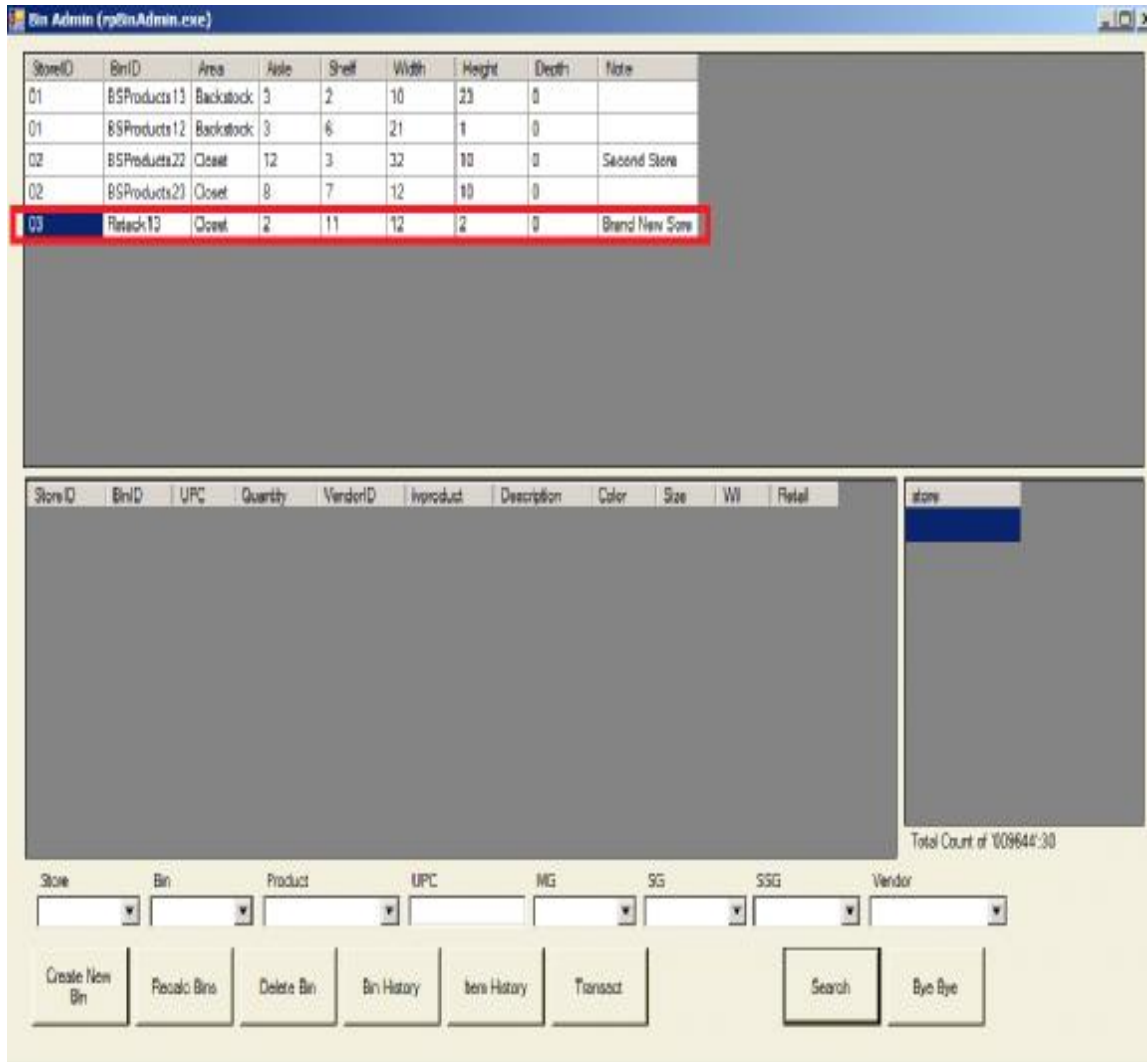 Bin Admin (rpBinAdmin.exe)
StoreID BinID Area Aisle Shelf Width Height Depth Note
01 BSProducts13 Backstock 3 2 10 23 0
01 BSProducts12 Backstock 3 6 21 1 0
02 BSProducts22 Closet 12 3 32 10 0 Second Store
02 BSProducts23 Closet 8 7 12 10 0
03 Closet 2 11 12 2 0 Brand New Sore
StoreID BinID UPC Quantity VendorID ivproduct Description Color Size WI Retail
store
Total Count of '009644':30
Store Bin Product UPC MG SG SSG Vendor
Create New
Bin
Recalc Bins Delete Bin Bin History Item History Transact Search Bye Bye